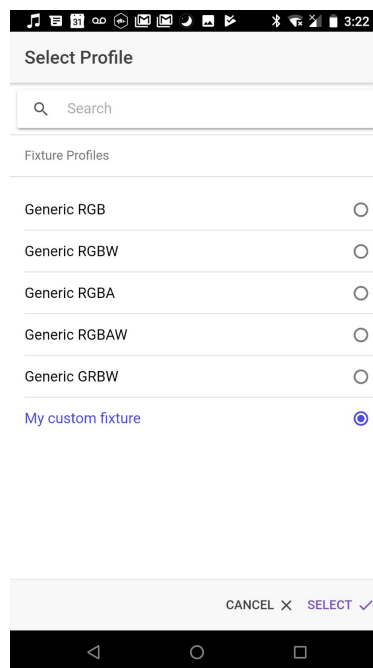 31
3:22
Select Profile
Search
Fixture Profiles
Generic RGB
Generic RGBW
Generic RGBA
Generic RGBAW
Generic GRBW
My custom fixture
CANCEL
SELECT